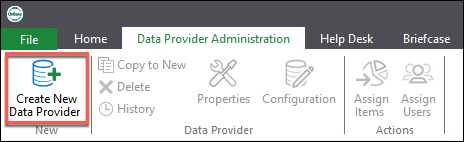 OnBase
File Home Data Provider Administration Help Desk Briefcase
Create New
Data Provider
New
Copy to New
Delete
History
Properties
Configuration
Data Provider
Assign
Items
Assign
Users
Actions